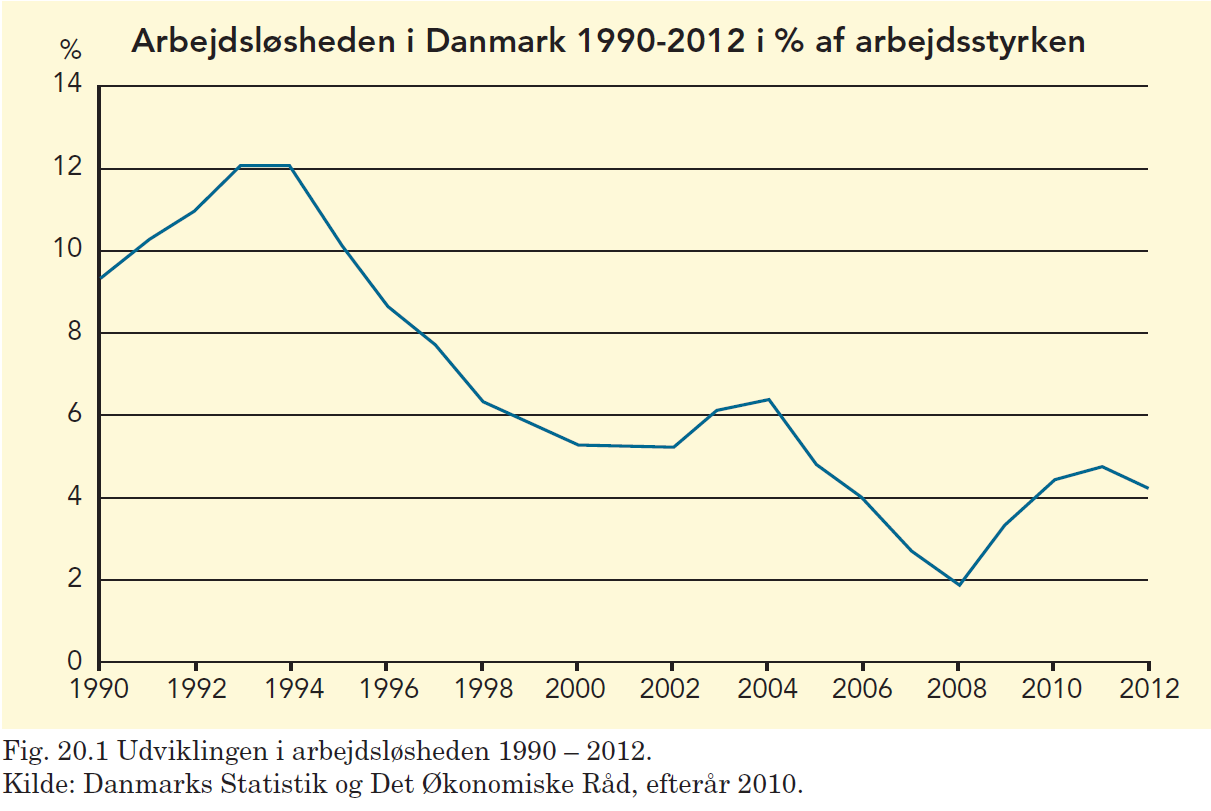 Arbejdsløsheden i Danmark 1990-2012 i % af arbejdsstyrken
%
14
12
10
8
6
4
2
0
1990 1992 1994 1996 1998 2000 2002 2004 2006 2008 2010 2012
Fig. 20.1 Udviklingen i arbejdsløsheden 1990 – 2012.
Kilde: Danmarks Statistik og Det Økonomiske Råd, efterår 2010.